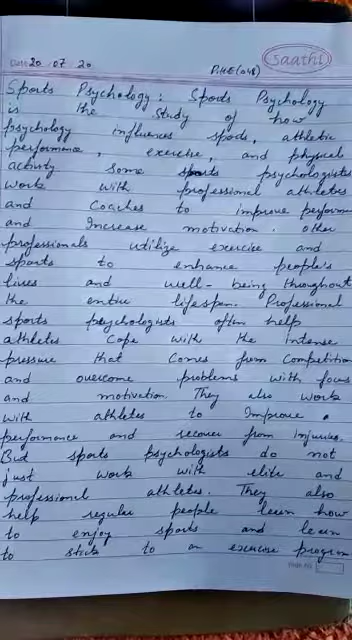 Saathi
Date 20 07 20
P.H.E (048)
Sports Psychology: Sports Psychology
is the study of how
psychology influences spots, athletic
performance, exercise, and physical
activity Some sports psychologists
work with professional athletes
and Coaches to improve perform
and Increase motivation. other
professionals utilize exercise and
sports to enhance people's
lives and well-being throughout
the entire lifespan. Professional
sports psychologists often help
athletes Cope with the intense
pressure that Comes from Competition
and overcome problems with focus
and motivation. They also work
with athletes to Improve
performance and recover from injuries.
But sports psychologists do not
just work with elite and
professional athletes. They also
help regular people learn how
to enjoy sports and learn
to stick to an exercise program
Page No.